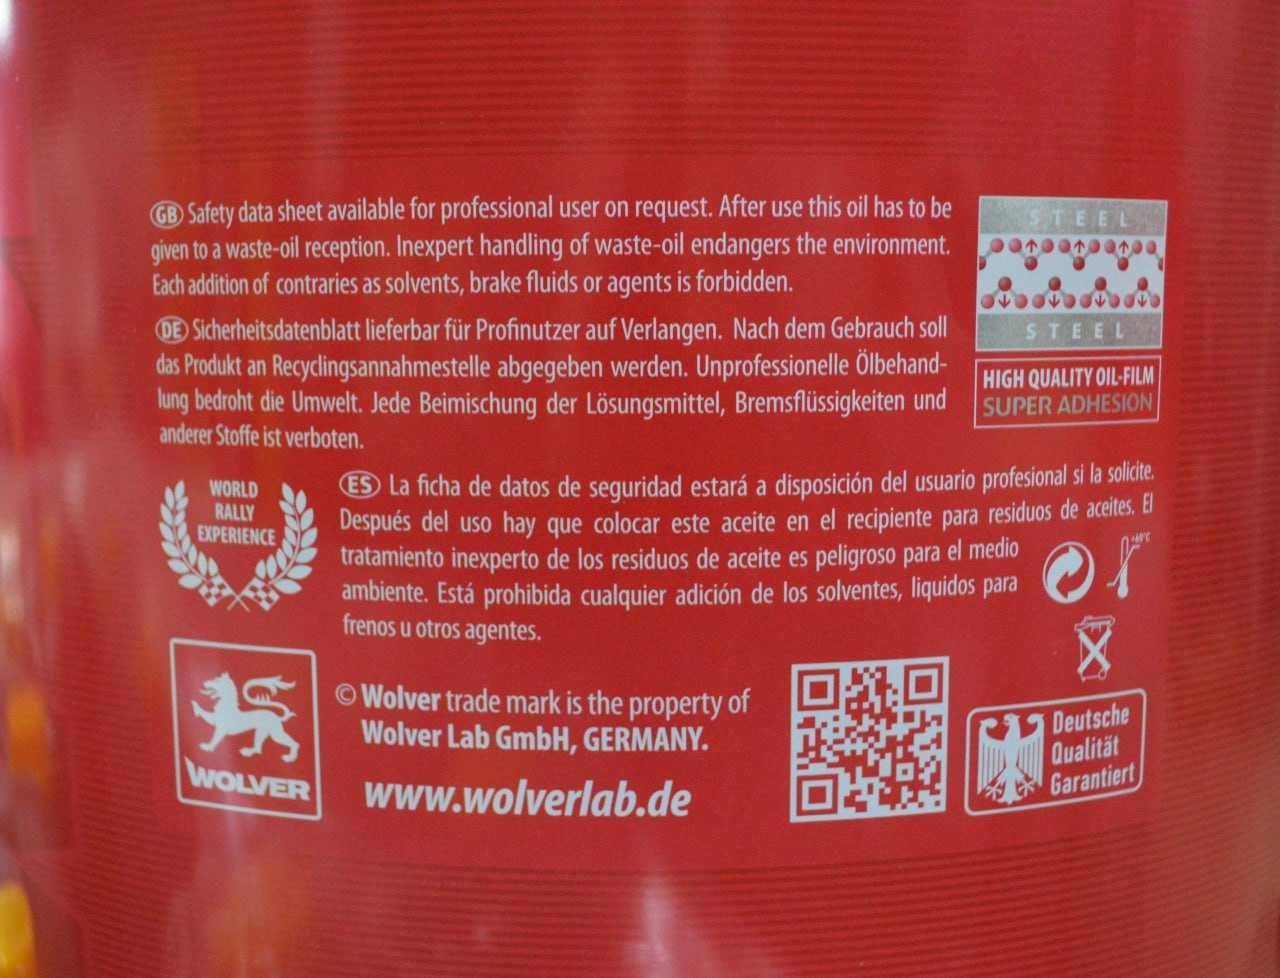 GB Safety data sheet available for professional user on request. After use this oil has to be
given to a waste-oil reception. Inexpert handling of waste-oil endangers the environment.
Each addition of contraries as solvents, brake fluids or agents is forbidden.
STEEL
STEEL
HIGH QUALITY OIL-FILM
SUPER ADHESION
DE Sicherheitsdatenblatt lieferbar für Profinutzer auf Verlangen. Nach dem Gebrauch soll
das Produkt an Recyclingsannahmestelle abgegeben werden. Unprofessionelle Ölbehand-
lung bedroht die Umwelt. Jede Beimischung der Lösungsmittel, Bremsflüssigkeiten und
anderer Stoffe ist verboten.
WORLD
RALLY
EXPERIENCE
ES La ficha de datos de seguridad estará a disposición del usuario profesional si la solicite.
Después del uso hay que colocar este aceite en el recipiente para residuos de aceites. El
tratamiento inexperto de los residuos de aceite es peligroso para el medio
ambiente. Está prohibida cualquier adición de los solventes, liquidos para
frenos u otros agentes.
+60°C
WOLVER
© Wolver trade mark is the property of
Wolver Lab GmbH, GERMANY.
www.wolverlab.de
Deutsche
Qualität
Garantiert